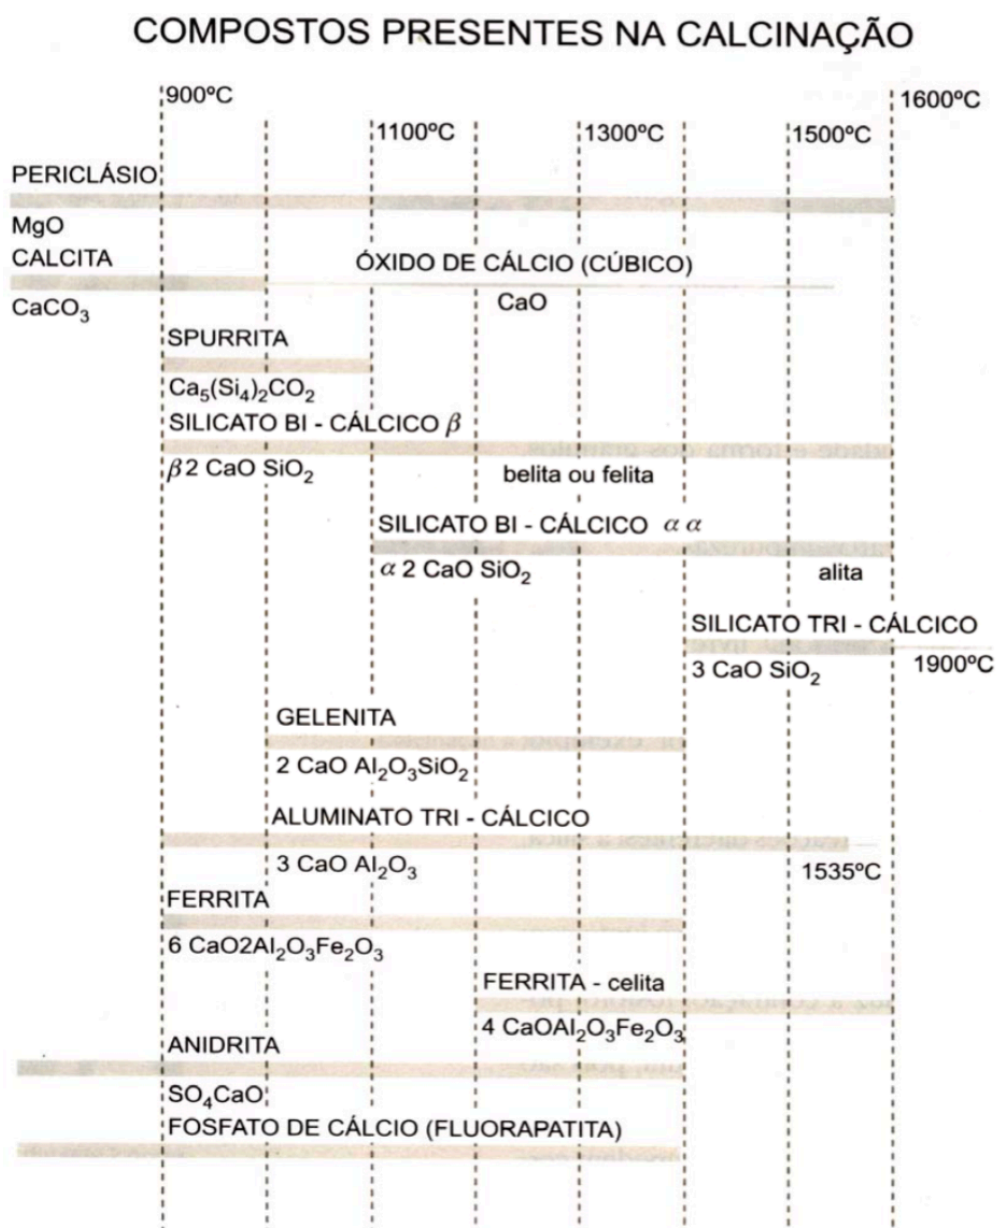 COMPOSTOS PRESENTES NA CALCINAÇÃO
900ºC
1600ºC
1100ºC
1300ºC
1500ºC
PERICLÁSIO
MgO
CALCITA
ÓXIDO DE CÁLCIO (CÚBICO)
CaCO₃
CaO
SPURRITA
Ca₅(Si₄)₂CO₂
SILICATO BI - CÁLCICO β
β2 CaO SiO₂
belita ou felita
SILICATO BI - CÁLCICO α α
α 2 CaO SiO₂
alita
SILICATO TRI - CÁLCICO
3 CaO SiO₂
1900ºC
GELENITA
2 CaO Al₂O₃SiO₂
ALUMINATO TRI - CÁLCICO
3 CaO Al₂O₃
1535ºC
FERRITA
6 CaO2Al₂O₃Fe₂O₃
FERRITA - celita
4 CaOAl₂O₃Fe₂O₃
ANIDRITA
SO₄CaO
FOSFATO DE CÁLCIO (FLUORAPATITA)